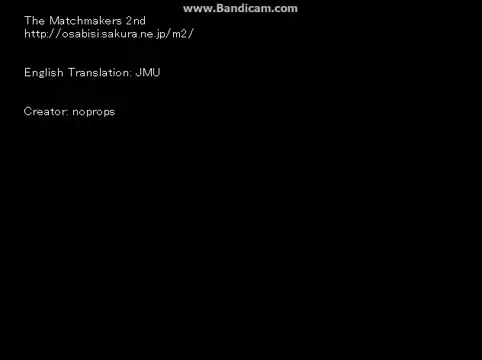 www.Bandicam.com
The Matchmakers 2nd
http://osabisi.sakura.ne.jp/m2/
English Translation: JMU
Creator: noprops